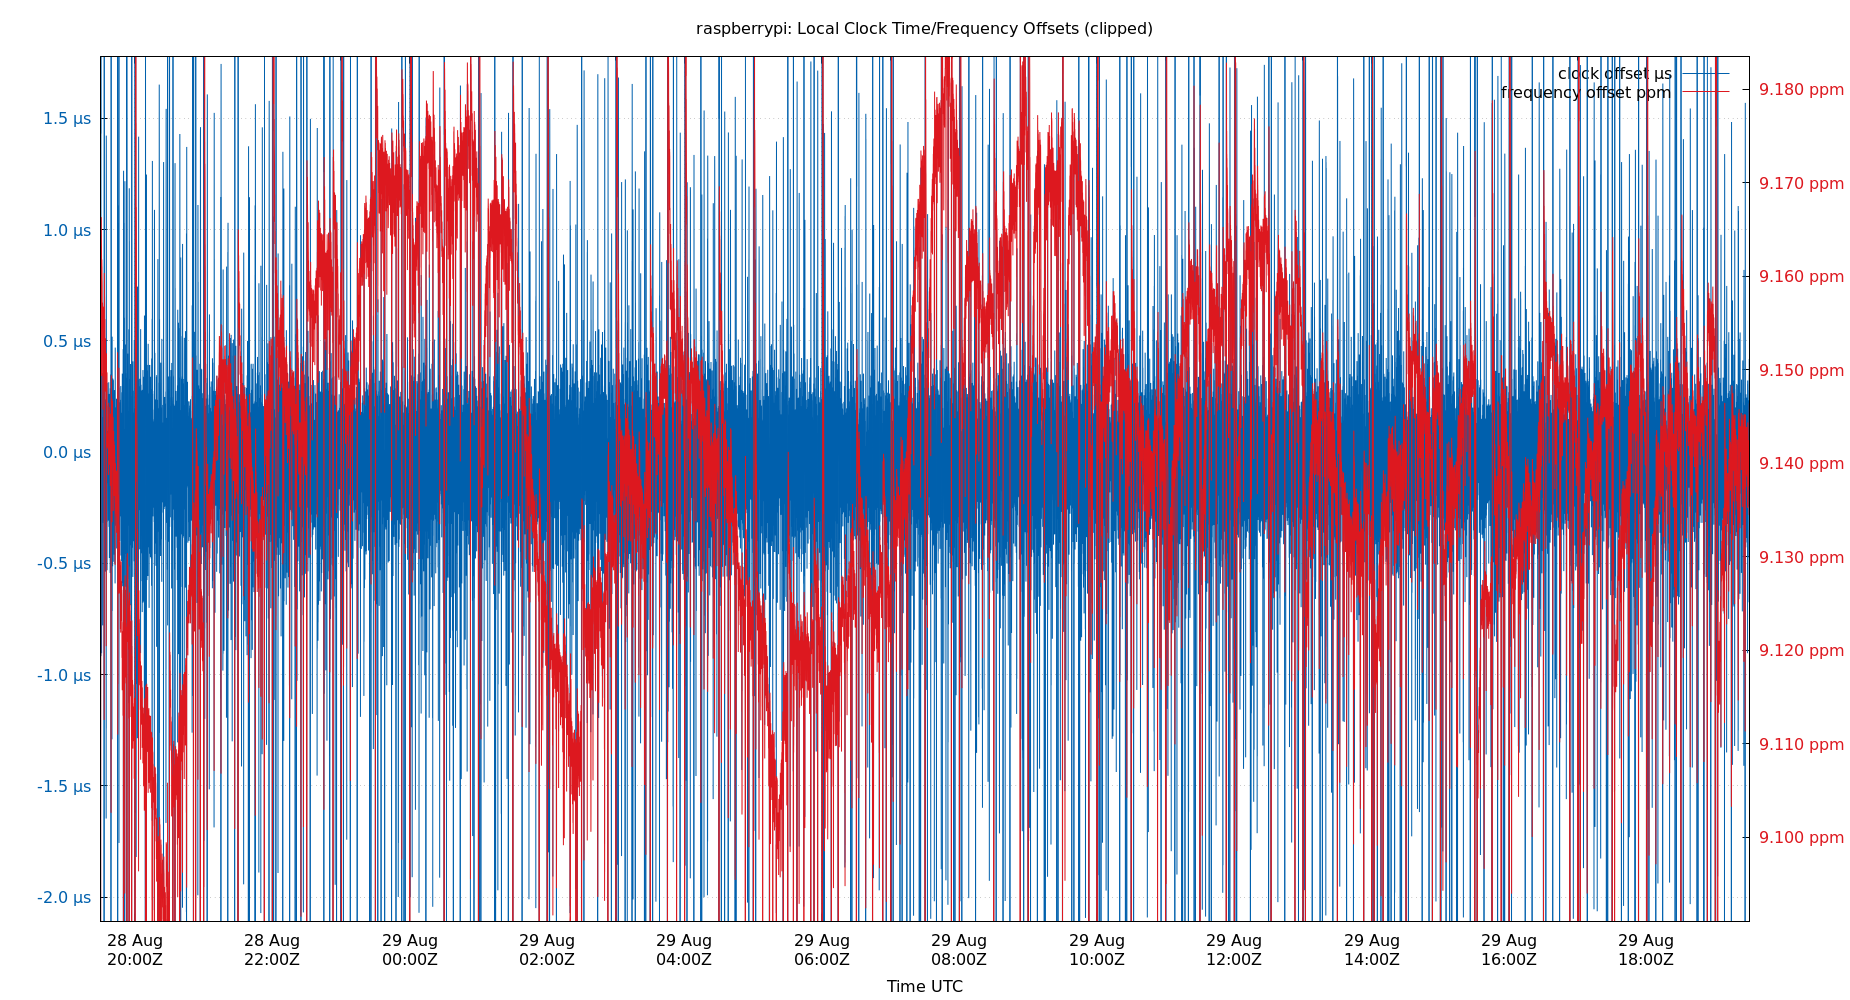 raspberrypi: Local Clock Time/Frequency Offsets (clipped)
clock offset µs
frequency offset ppm
1.5 µs
1.0 µs
0.5 µs
0.0 µs
-0.5 µs
-1.0 µs
-1.5 µs
-2.0 µs
9.180 ppm
9.170 ppm
9.160 ppm
9.150 ppm
9.140 ppm
9.130 ppm
9.120 ppm
9.110 ppm
9.100 ppm
28 Aug 28 Aug 29 Aug 29 Aug 29 Aug 29 Aug 29 Aug 29 Aug 29 Aug 29 Aug 29 Aug 29 Aug
20:00Z 22:00Z 00:00Z 02:00Z 04:00Z 06:00Z 08:00Z 10:00Z 12:00Z 14:00Z 16:00Z 18:00Z
Time UTC